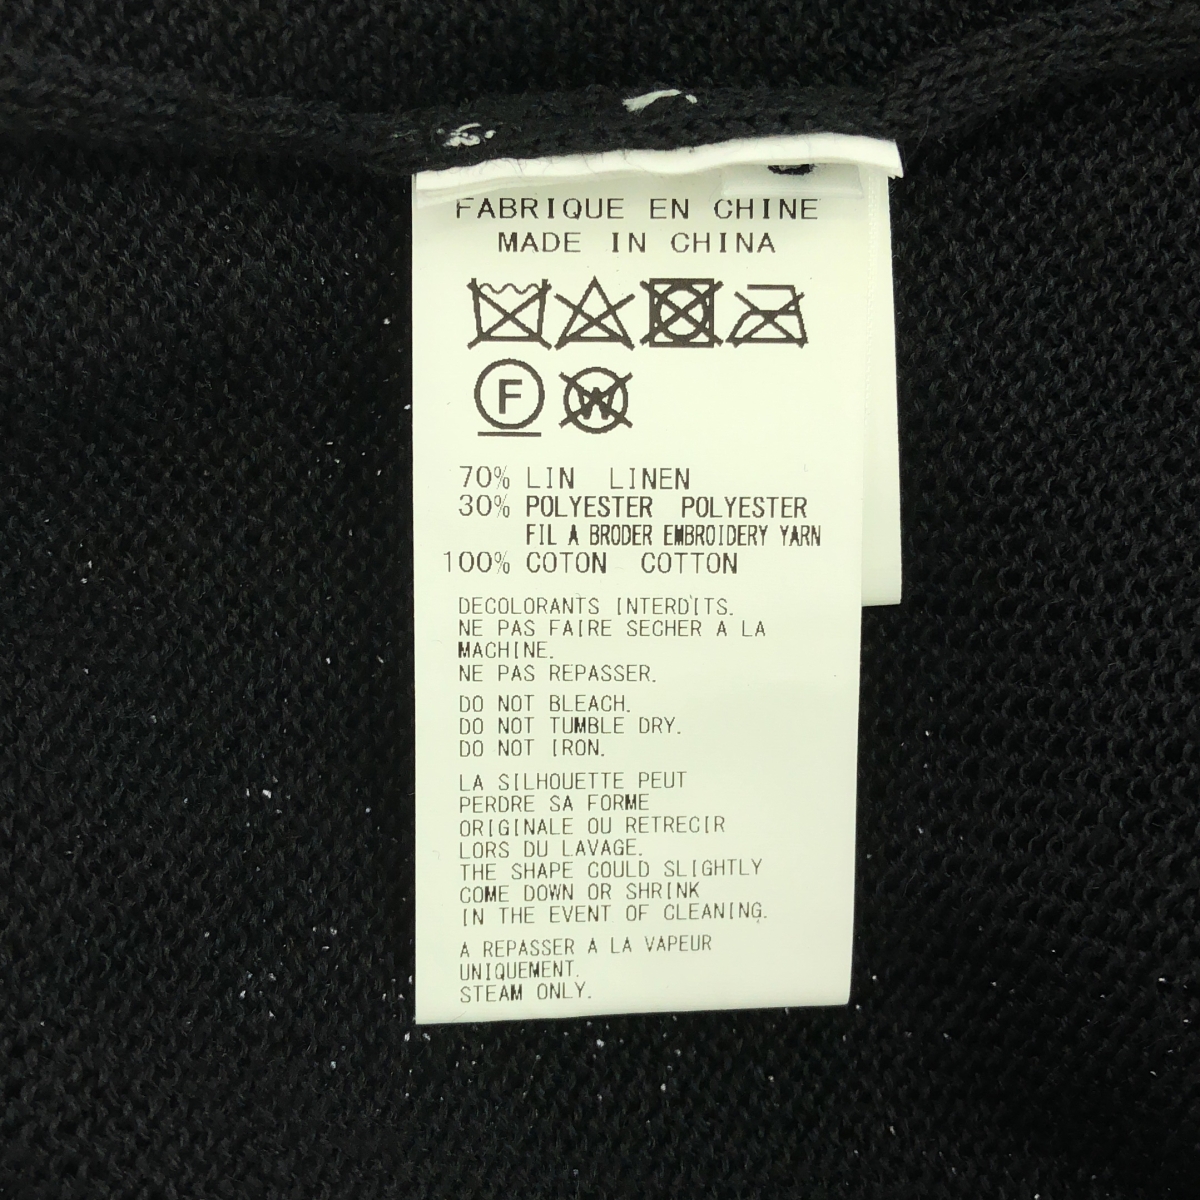 FABRIQUE EN CHINE
MADE IN CHINA
F W
70% LIN LINEN
30% POLYESTER POLYESTER
FIL A BRODER EMBROIDERY YARN
100% COTON COTTON
DECOLORANTS INTERDITS.
NE PAS FAIRE SECHER A LA
MACHINE.
NE PAS REPASSER.
DO NOT BLEACH.
DO NOT TUMBLE DRY.
DO NOT IRON.
LA SILHOUETTE PEUT
PERDRE SA FORME
ORIGINALE OU RETRECIR
LORS DU LAVAGE.
THE SHAPE COULD SLIGHTLY
COME DOWN OR SHRINK
IN THE EVENT OF CLEANING.
A REPASSER A LA VAPEUR
UNIQUEMENT.
STEAM ONLY.